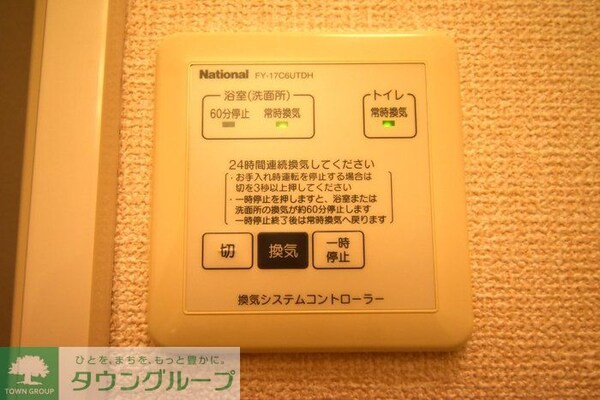 National FY-17C6UTDH
浴室(洗面所)
トイレ
60分停止 常時換気
常時換気
24時間連続換気してください
・お手入れ時運転を停止する場合は
切を3秒以上押してください
・一時停止を押しますと、浴室または
洗面所の換気が約60分停止します
一時停止終了後は常時換気へ戻ります
切
換気
一時
停止
換気システムコントローラー
ひとを、まちを、もっと豊かに。
タウングループ
TOWN GROUP